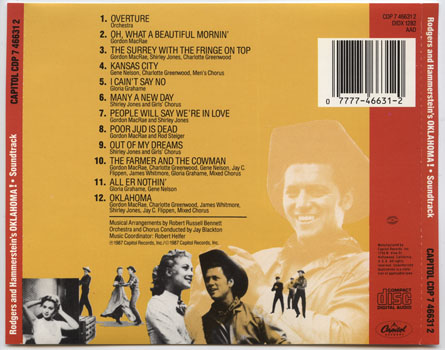 Rodgers and Hammerstein's OKLAHOMA! • Soundtrack
CAPITOL CDP 7 46631 2
1. OVERTURE
Orchestra
2. OH, WHAT A BEAUTIFUL MORNIN'
Gordon MacRae
3. THE SURREY WITH THE FRINGE ON TOP
Gordon MacRae, Shirley Jones, Charlotte Greenwood
4. KANSAS CITY
Gene Nelson, Charlotte Greenwood, Men's Chorus
5. I CAIN'T SAY NO
Gloria Grahame
6. MANY A NEW DAY
Shirley Jones and Girls' Chorus
7. PEOPLE WILL SAY WE'RE IN LOVE
Gordon MacRae and Shirley Jones
8. POOR JUD IS DEAD
Gordon MacRae and Rod Steiger
9. OUT OF MY DREAMS
Shirley Jones and Girls' Chorus
10. THE FARMER AND THE COWMAN
Gordon MacRae, Charlotte Greenwood, Gene Nelson, Jay C.
Flippen, James Whitmore, Gloria Grahame, Mixed Chorus
11. ALL ER NOTHIN'
Gloria Grahame, Gene Nelson
12. OKLAHOMA
Gordon MacRae, Charlotte Greenwood, James Whitmore,
Shirley Jones, Jay C. Flippen, Mixed Chorus
Musical Arrangements by Robert Russell Bennett
Orchestra and Chorus Conducted by Jay Blackton
Music Coordinator: Robert Helfer
℗ 1987 Capitol Records, Inc./© 1987 Capitol Records, Inc.
CDP 7 46631 2
AAD
0 7777-46631-2
COMPACT
disc
DIGITAL AUDIO
Capitol
Rodgers and Hammerstein's OKLAHOMA! • Soundtrack
CAPITOL CDP 7 46631 2